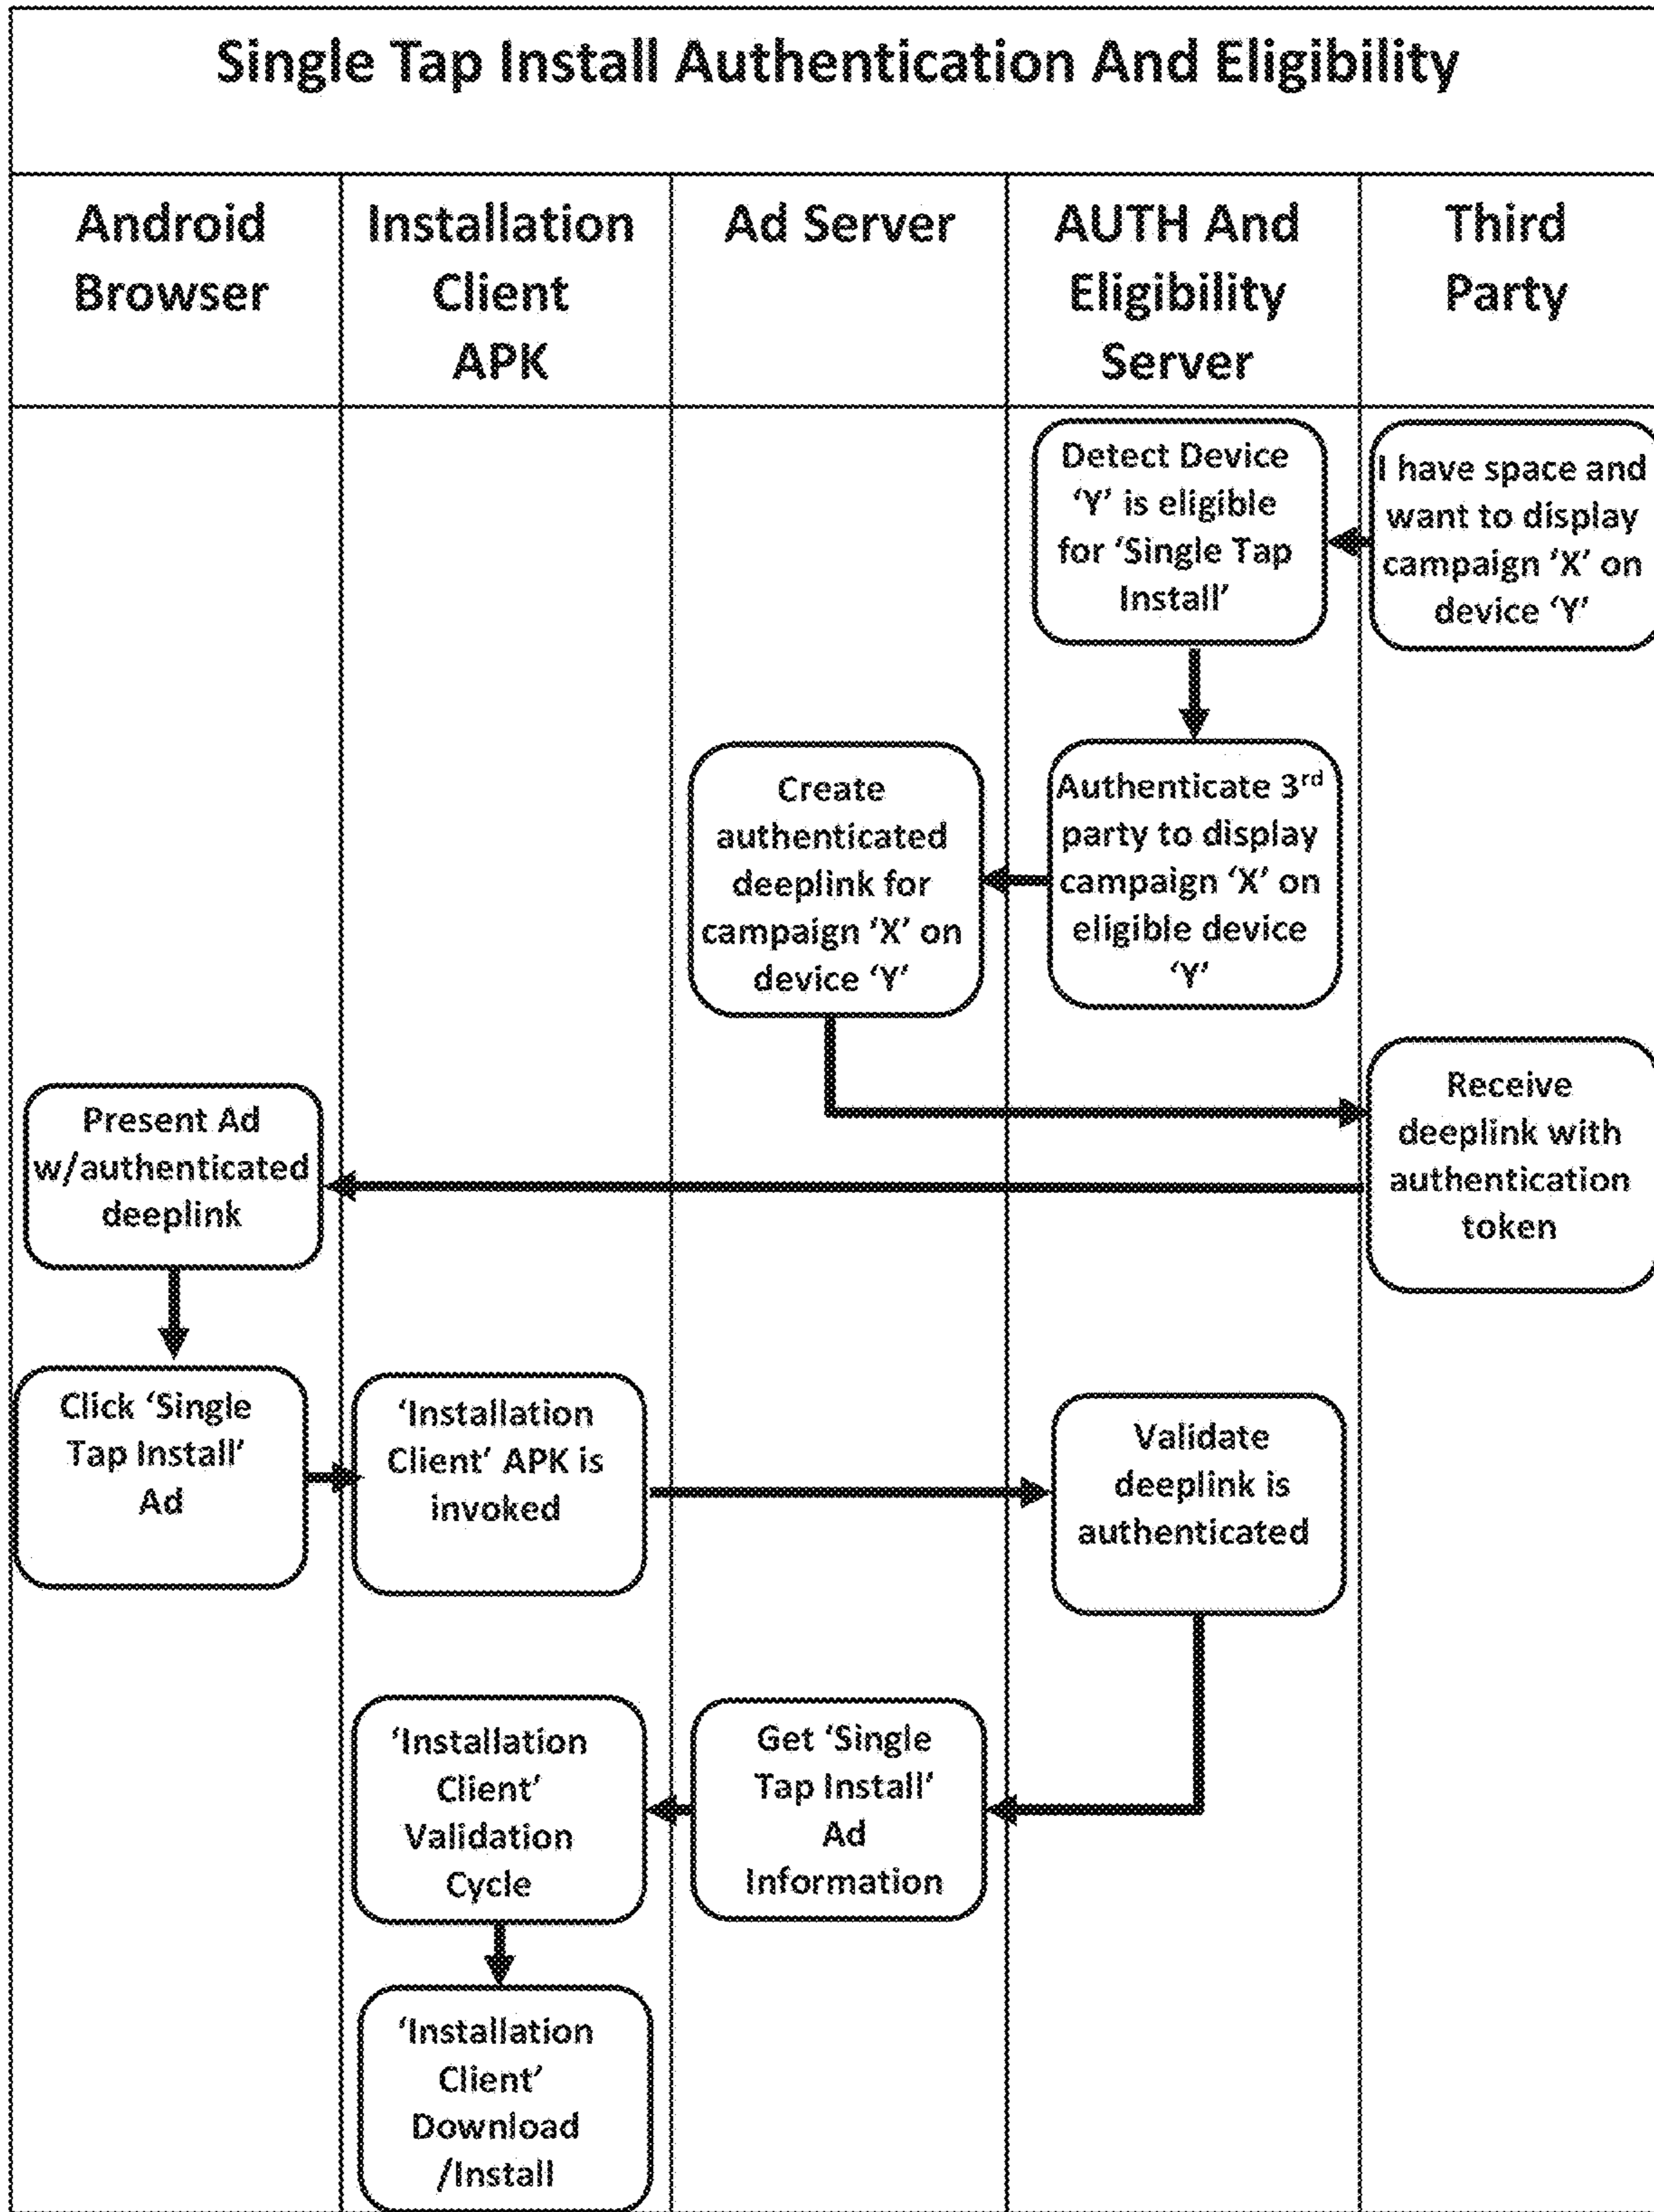 Single Tap Install Authentication And Eligibility
Android
Browser
Installation
Client
APK
Ad Server
AUTH And
Eligibility
Server
Third
Party
I have space and
want to display
campaign ‘X’ on
device ‘Y’
Detect Device
‘Y’ is eligible
for ‘Single Tap
Install’
Authenticate 3rd
party to display
campaign ‘X’ on
eligible device
‘Y’
Create
authenticated
deeplink for
campaign ‘X’ on
device ‘Y’
Receive
deeplink with
authentication
token
Present Ad
w/authenticated
deeplink
Click ‘Single
Tap Install’
Ad
‘Installation
Client’ APK is
invoked
Validate
deeplink is
authenticated
Get ‘Single
Tap Install’
Ad
Information
‘Installation
Client’
Validation
Cycle
‘Installation
Client’
Download
/Install